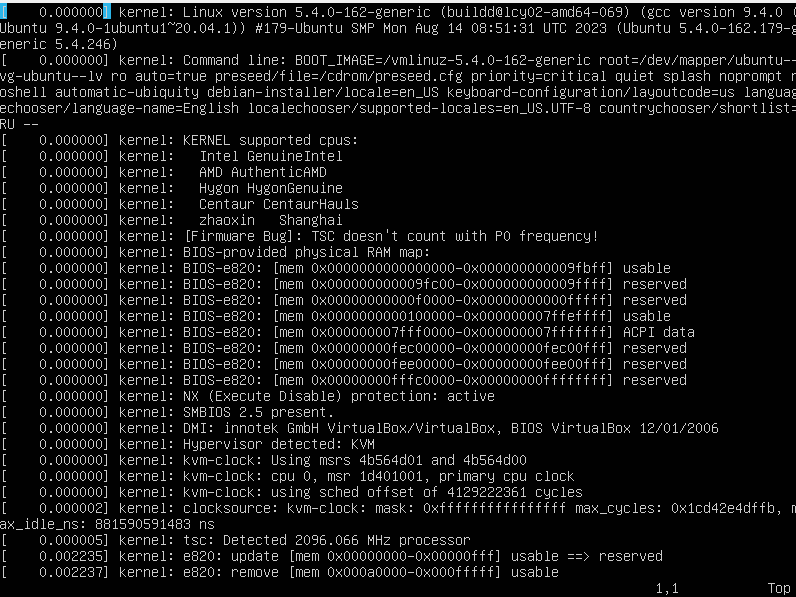 [    0.000000] kernel: Linux version 5.4.0-162-generic (buildd@lcy02-amd64-069) (gcc version 9.4.0 (
Ubuntu 9.4.0-1ubuntu1~20.04.1)) #179-Ubuntu SMP Mon Aug 14 08:51:31 UTC 2023 (Ubuntu 5.4.0-162.179-g
eneric 5.4.246)
[    0.000000] kernel: Command line: BOOT_IMAGE=/vmlinuz-5.4.0-162-generic root=/dev/mapper/ubuntu--
vg-ubuntu--lv ro auto=true preseed/file=/cdrom/preseed.cfg priority=critical quiet splash noprompt n
oshell automatic-ubiquity debian-installer/locale=en_US keyboard-configuration/layoutcode=us languag
echooser/language-name=English localechooser/supported-locales=en_US.UTF-8 countrychooser/shortlist=
RU --
[    0.000000] kernel: KERNEL supported cpus:
[    0.000000] kernel:   Intel GenuineIntel
[    0.000000] kernel:   AMD AuthenticAMD
[    0.000000] kernel:   Hygon HygonGenuine
[    0.000000] kernel:   Centaur CentaurHauls
[    0.000000] kernel:   zhaoxin   Shanghai
[    0.000000] kernel: [Firmware Bug]: TSC doesn't count with P0 frequency!
[    0.000000] kernel: BIOS-provided physical RAM map:
[    0.000000] kernel: BIOS-e820: [mem 0x0000000000000000-0x000000000009fbff] usable
[    0.000000] kernel: BIOS-e820: [mem 0x000000000009fc00-0x000000000009ffff] reserved
[    0.000000] kernel: BIOS-e820: [mem 0x00000000000f0000-0x00000000000fffff] reserved
[    0.000000] kernel: BIOS-e820: [mem 0x0000000000100000-0x000000007ffeffff] usable
[    0.000000] kernel: BIOS-e820: [mem 0x000000007fff0000-0x000000007fffffff] ACPI data
[    0.000000] kernel: BIOS-e820: [mem 0x00000000fec00000-0x00000000fec00fff] reserved
[    0.000000] kernel: BIOS-e820: [mem 0x00000000fee00000-0x00000000fee00fff] reserved
[    0.000000] kernel: BIOS-e820: [mem 0x00000000fffc0000-0x00000000ffffffff] reserved
[    0.000000] kernel: NX (Execute Disable) protection: active
[    0.000000] kernel: SMBIOS 2.5 present.
[    0.000000] kernel: DMI: innotek GmbH VirtualBox/VirtualBox, BIOS VirtualBox 12/01/2006
[    0.000000] kernel: Hypervisor detected: KVM
[    0.000000] kernel: kvm-clock: Using msrs 4b564d01 and 4b564d00
[    0.000000] kernel: kvm-clock: cpu 0, msr 1d401001, primary cpu clock
[    0.000000] kernel: kvm-clock: using sched offset of 4129222361 cycles
[    0.000002] kernel: clocksource: kvm-clock: mask: 0xffffffffffffffff max_cycles: 0x1cd42e4dffb, m
ax_idle_ns: 881590591483 ns
[    0.000005] kernel: tsc: Detected 2096.066 MHz processor
[    0.002235] kernel: e820: update [mem 0x00000000-0x00000fff] usable ==> reserved
[    0.002237] kernel: e820: remove [mem 0x000a0000-0x000fffff] usable
1,1 Top